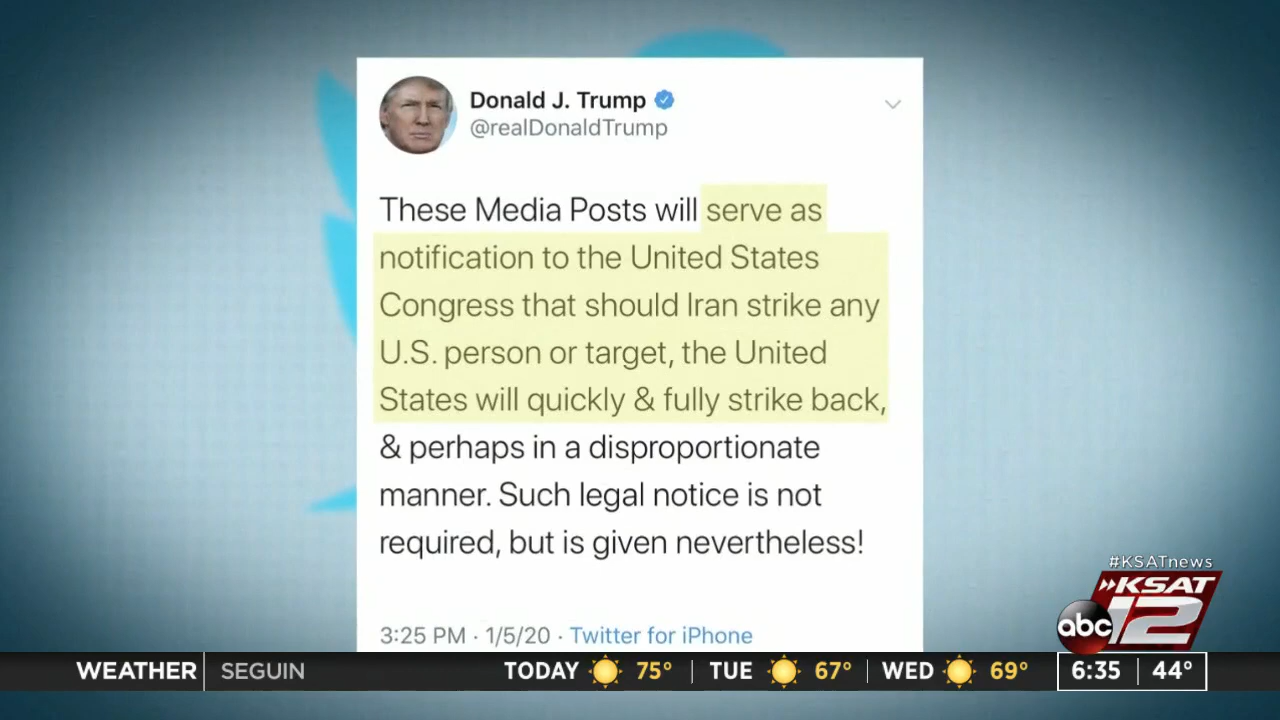 Donald J. Trump
@realDonaldTrump
These Media Posts will serve as
notification to the United States
Congress that should Iran strike any
U.S. person or target, the United
States will quickly & fully strike back,
& perhaps in a disproportionate
manner. Such legal notice is not
required, but is given nevertheless!
3:25 PM · 1/5/20 · Twitter for iPhone
#KSATnews
KSAT
abc 12
WEATHER SEGUIN TODAY 75° TUE 67° WED 69° 6:35 44°